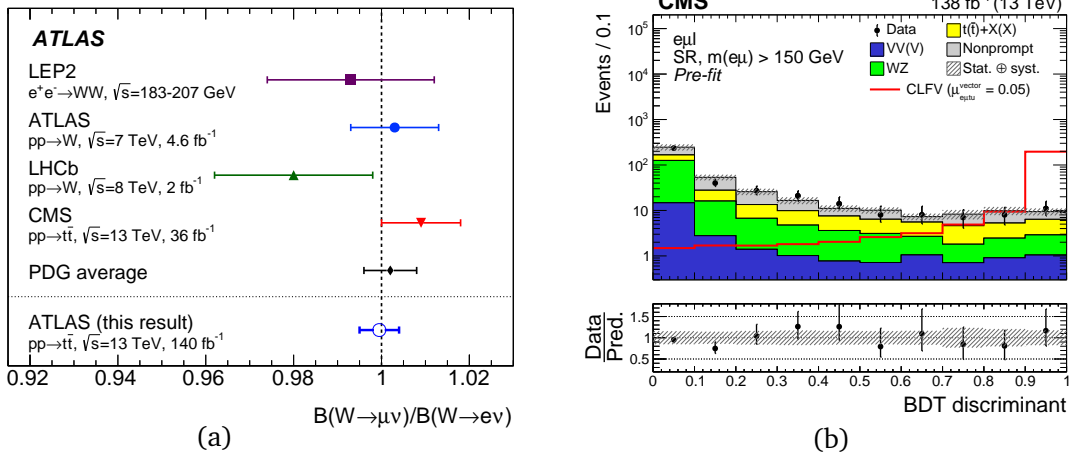 ATLAS
LEP2
e⁺e⁻→WW, √s=183-207 GeV
ATLAS
pp→W, √s=7 TeV, 4.6 fb⁻¹
LHCb
pp→W, √s=8 TeV, 2 fb⁻¹
CMS
pp→tt̄, √s=13 TeV, 36 fb⁻¹
PDG average
ATLAS (this result)
pp→tt̄, √s=13 TeV, 140 fb⁻¹
0.92 0.94 0.96 0.98 1 1.02
B(W→μν)/B(W→eν)
(a)
CMS 138 fb⁻¹ (13 TeV)
Events / 0.1
10⁵
10⁴
10³
10²
10
1
eμl
SR, m(eμ) > 150 GeV
Pre-fit
Data t(t̄)+X(X)
VV(V) Nonprompt
WZ Stat. ⊕ syst.
CLFV (μ^vector_eμtu = 0.05)
Data
Pred.
1.5
1
0.5
0 0.1 0.2 0.3 0.4 0.5 0.6 0.7 0.8 0.9 1
BDT discriminant
(b)